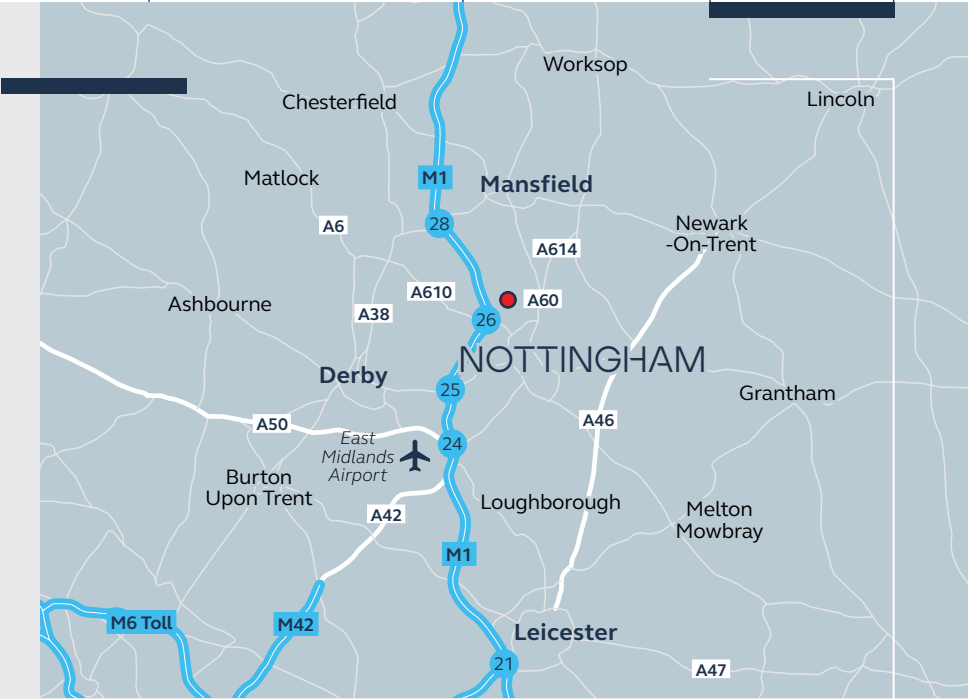 Worksop
Chesterfield
Lincoln
Matlock
M1
Mansfield
28
A6
Newark
-On-Trent
A614
A610
A60
Ashbourne
A38
26
NOTTINGHAM
Derby
25
Grantham
A50
A46
East
Midlands
Airport
24
Burton
Upon Trent
Loughborough
Melton
Mowbray
A42
M1
M6 Toll
M42
Leicester
21
A47